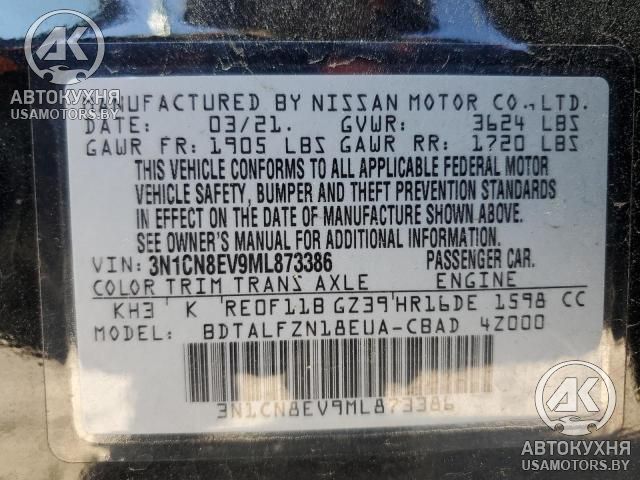 AK
АВТОКУХНЯ
USAMOTORS.BY
MANUFACTURED BY NISSAN MOTOR CO., LTD.
DATE: 03/21. GVWR: 3624 LBS
GAWR FR: 1905 LBS GAWR RR: 1720 LBS
THIS VEHICLE CONFORMS TO ALL APPLICABLE FEDERAL MOTOR
VEHICLE SAFETY, BUMPER AND THEFT PREVENTION STANDARDS
IN EFFECT ON THE DATE OF MANUFACTURE SHOWN ABOVE.
SEE OWNER'S MANUAL FOR ADDITIONAL INFORMATION.
VIN: 3N1CN8EV9ML873386 PASSENGER CAR.
COLOR TRIM TRANS AXLE ENGINE
KH3 K RE0F11B GZ39 HR16DE 1598 CC
MODEL: BDTALFZN18EUA-CBAD 4Z000
3N1CN8EV9ML873386
AK
АВТОКУХНЯ
USAMOTORS.BY